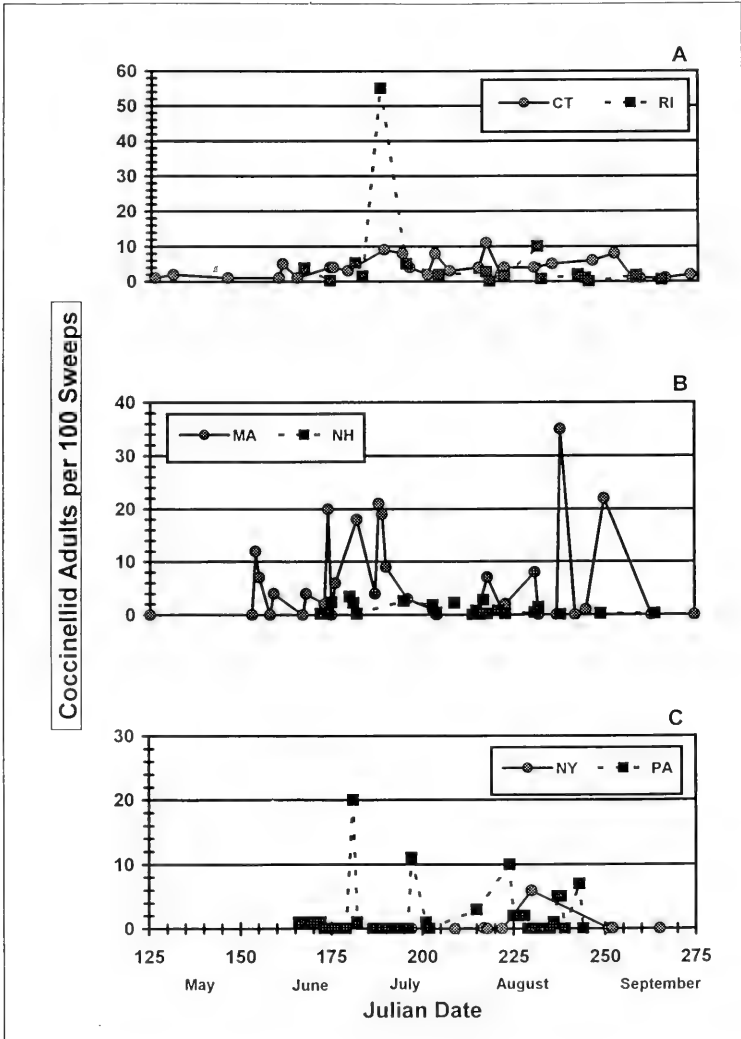 A
60
50
40
30
20
10
0
CT RI
Coccinellid Adults per 100 Sweeps
B
40
30
20
10
0
MA NH
C
30
20
10
0
NY PA
125 150 175 200 225 250 275
May June July August September
Julian Date